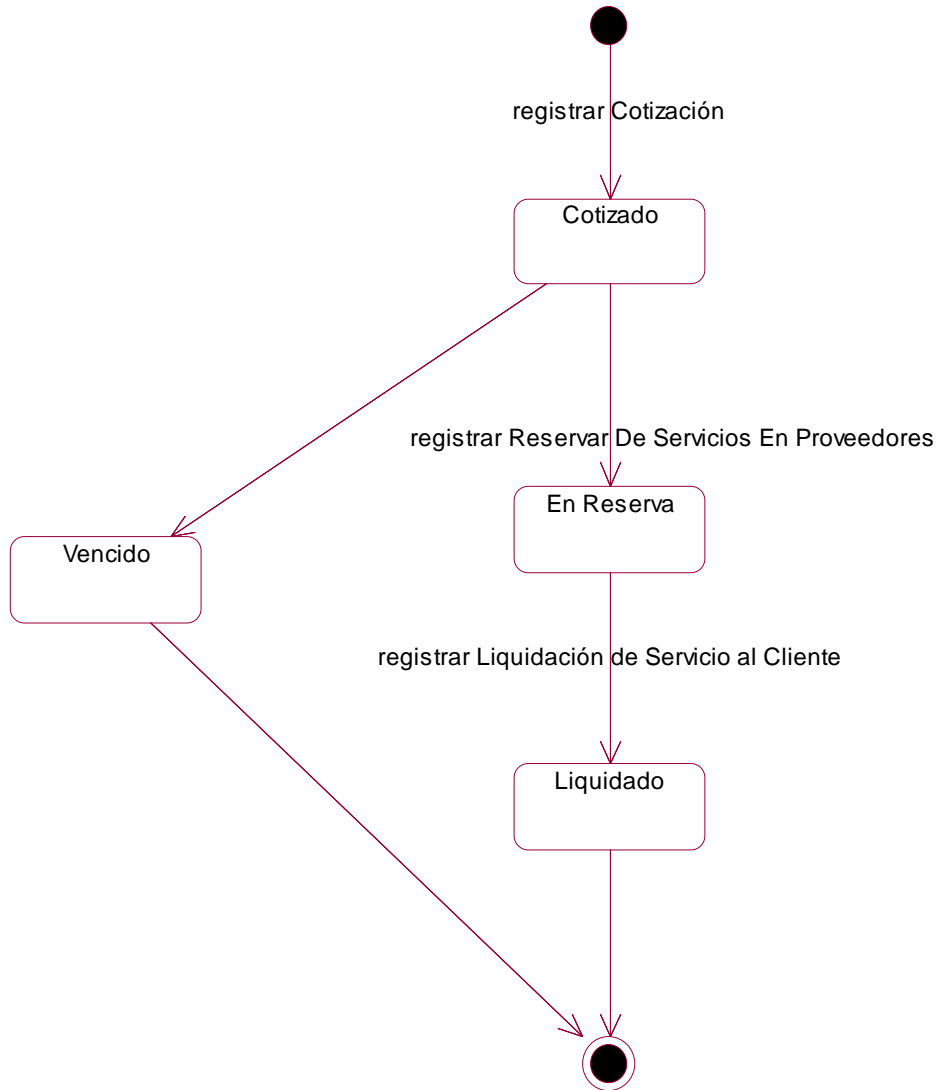 registrar Cotización
Cotizado
registrar Reservar De Servicios En Proveedores
En Reserva
Vencido
registrar Liquidación de Servicio al Cliente
Liquidado